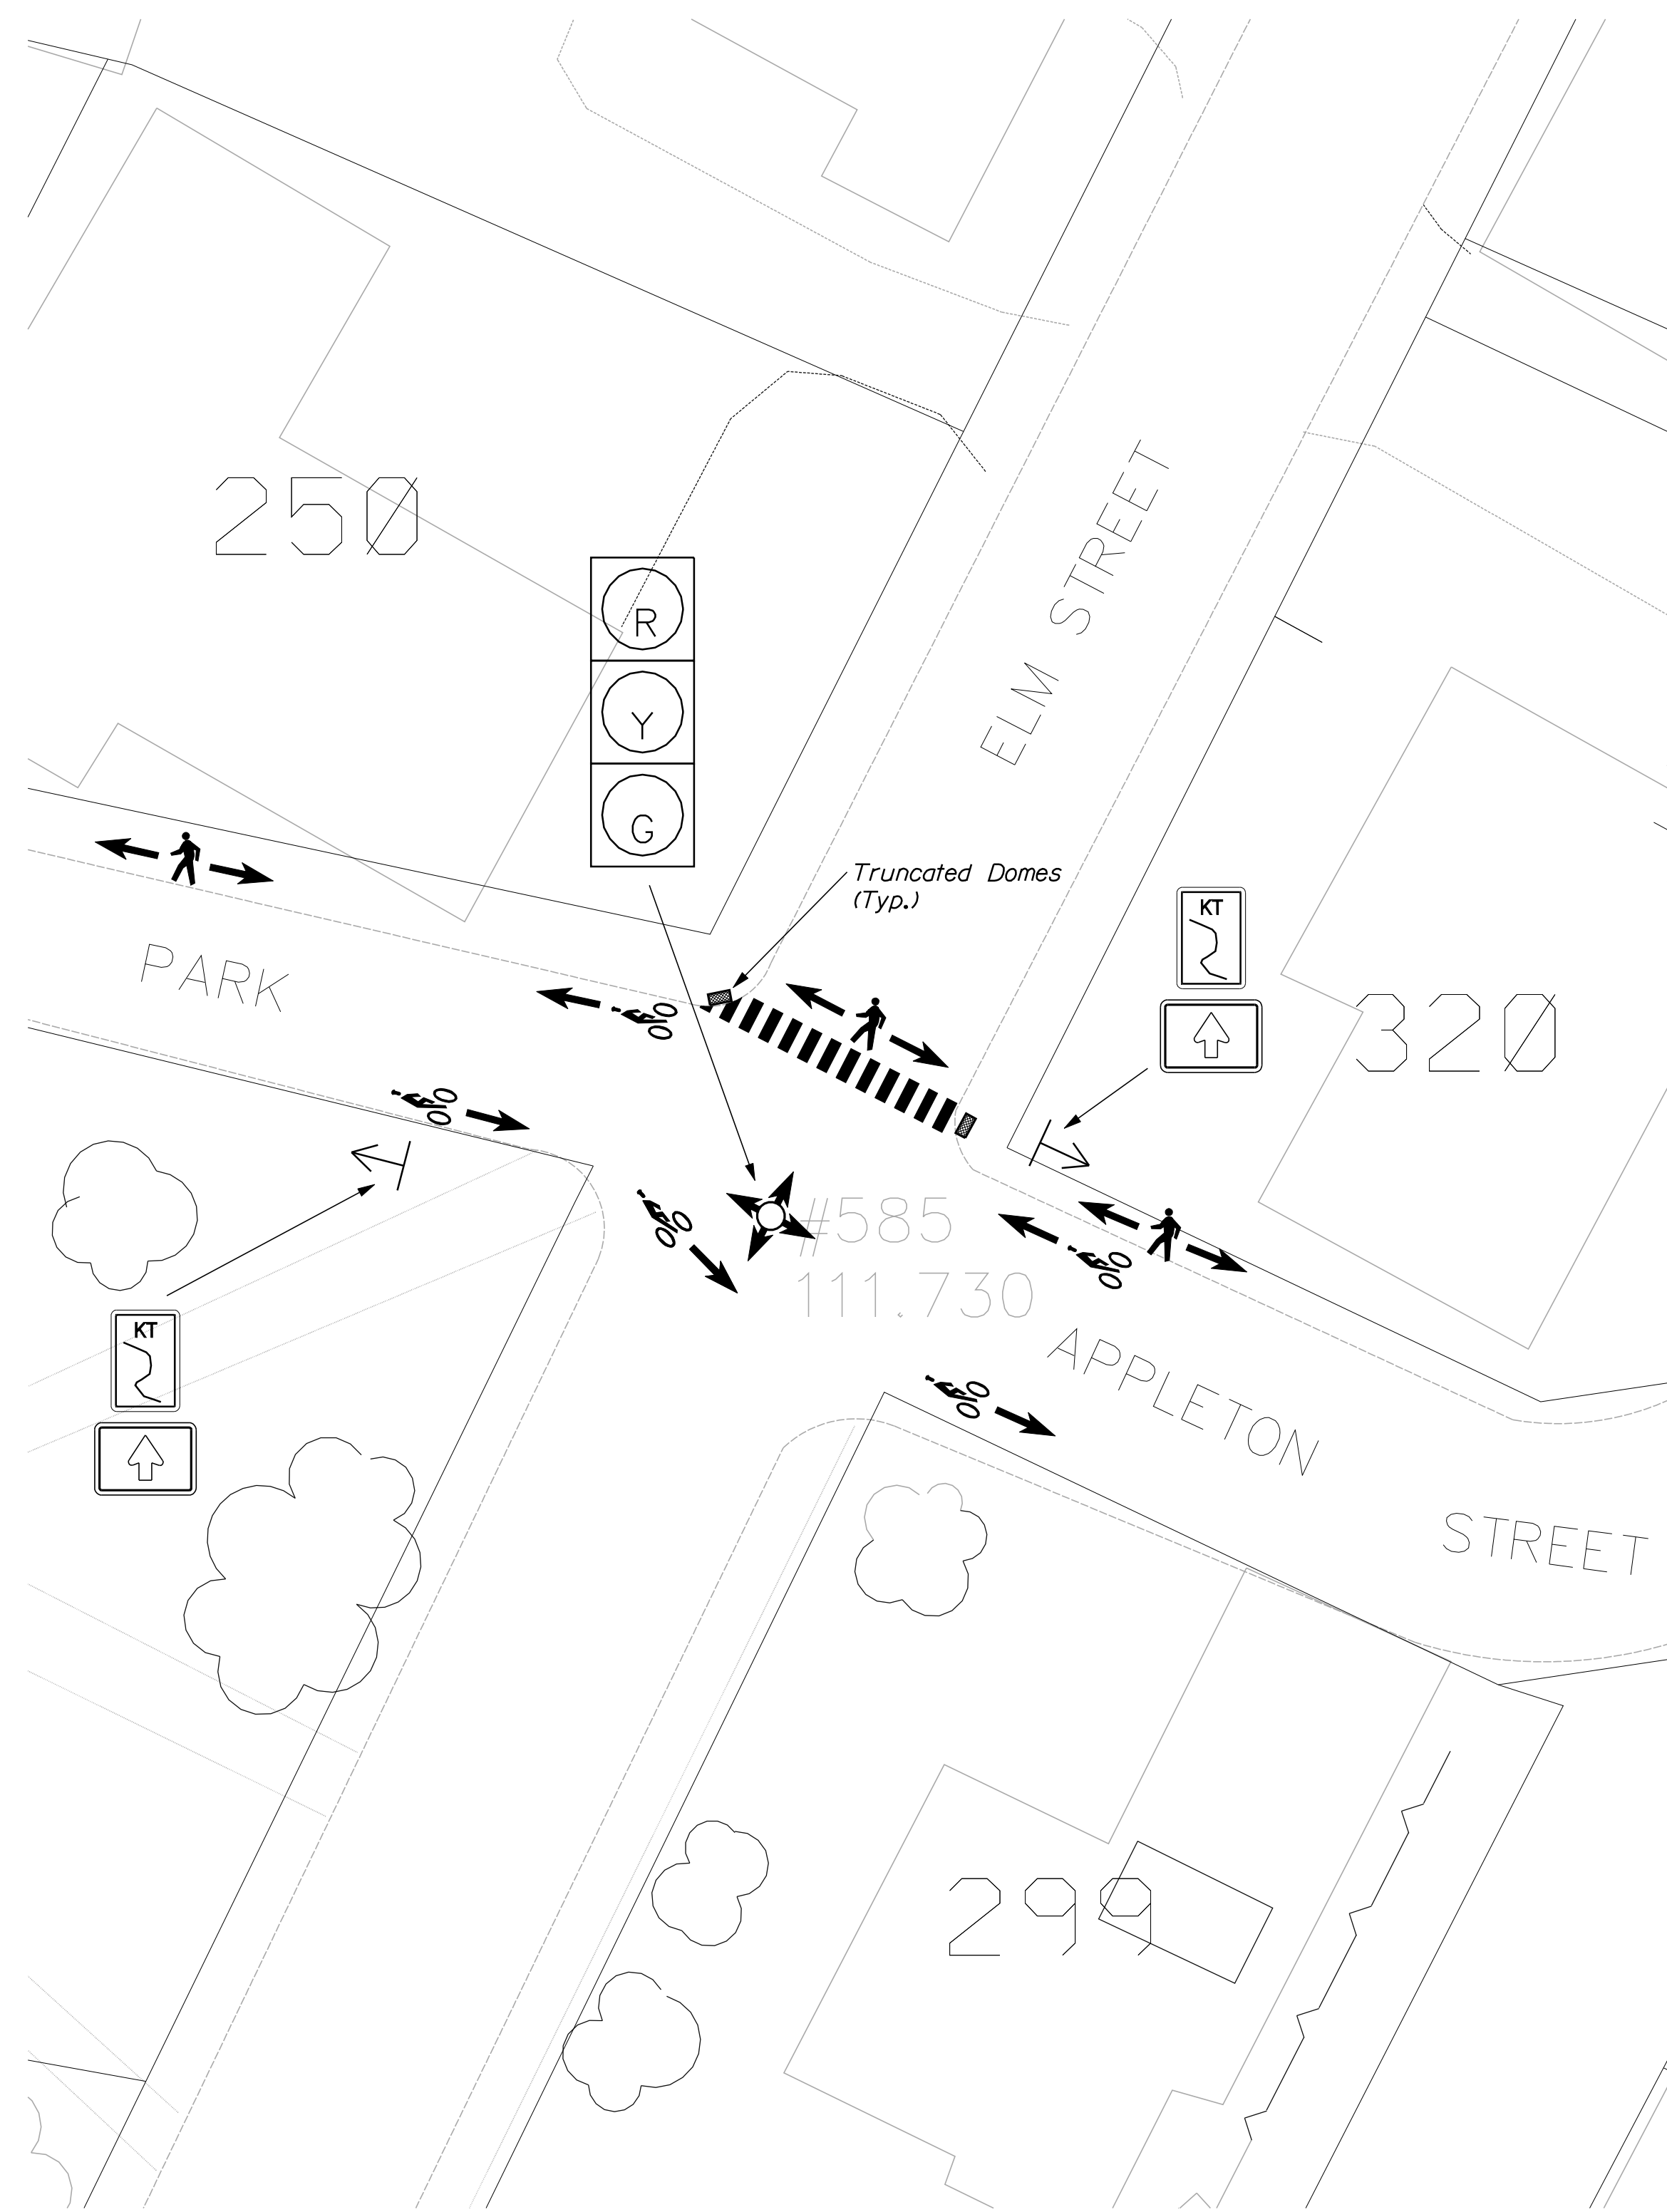 250
R
Y
G
ELM STREET
Truncated Domes
(Typ.)
KT
PARK
320
#585
111.730
KT
APPLETON
STREET
299